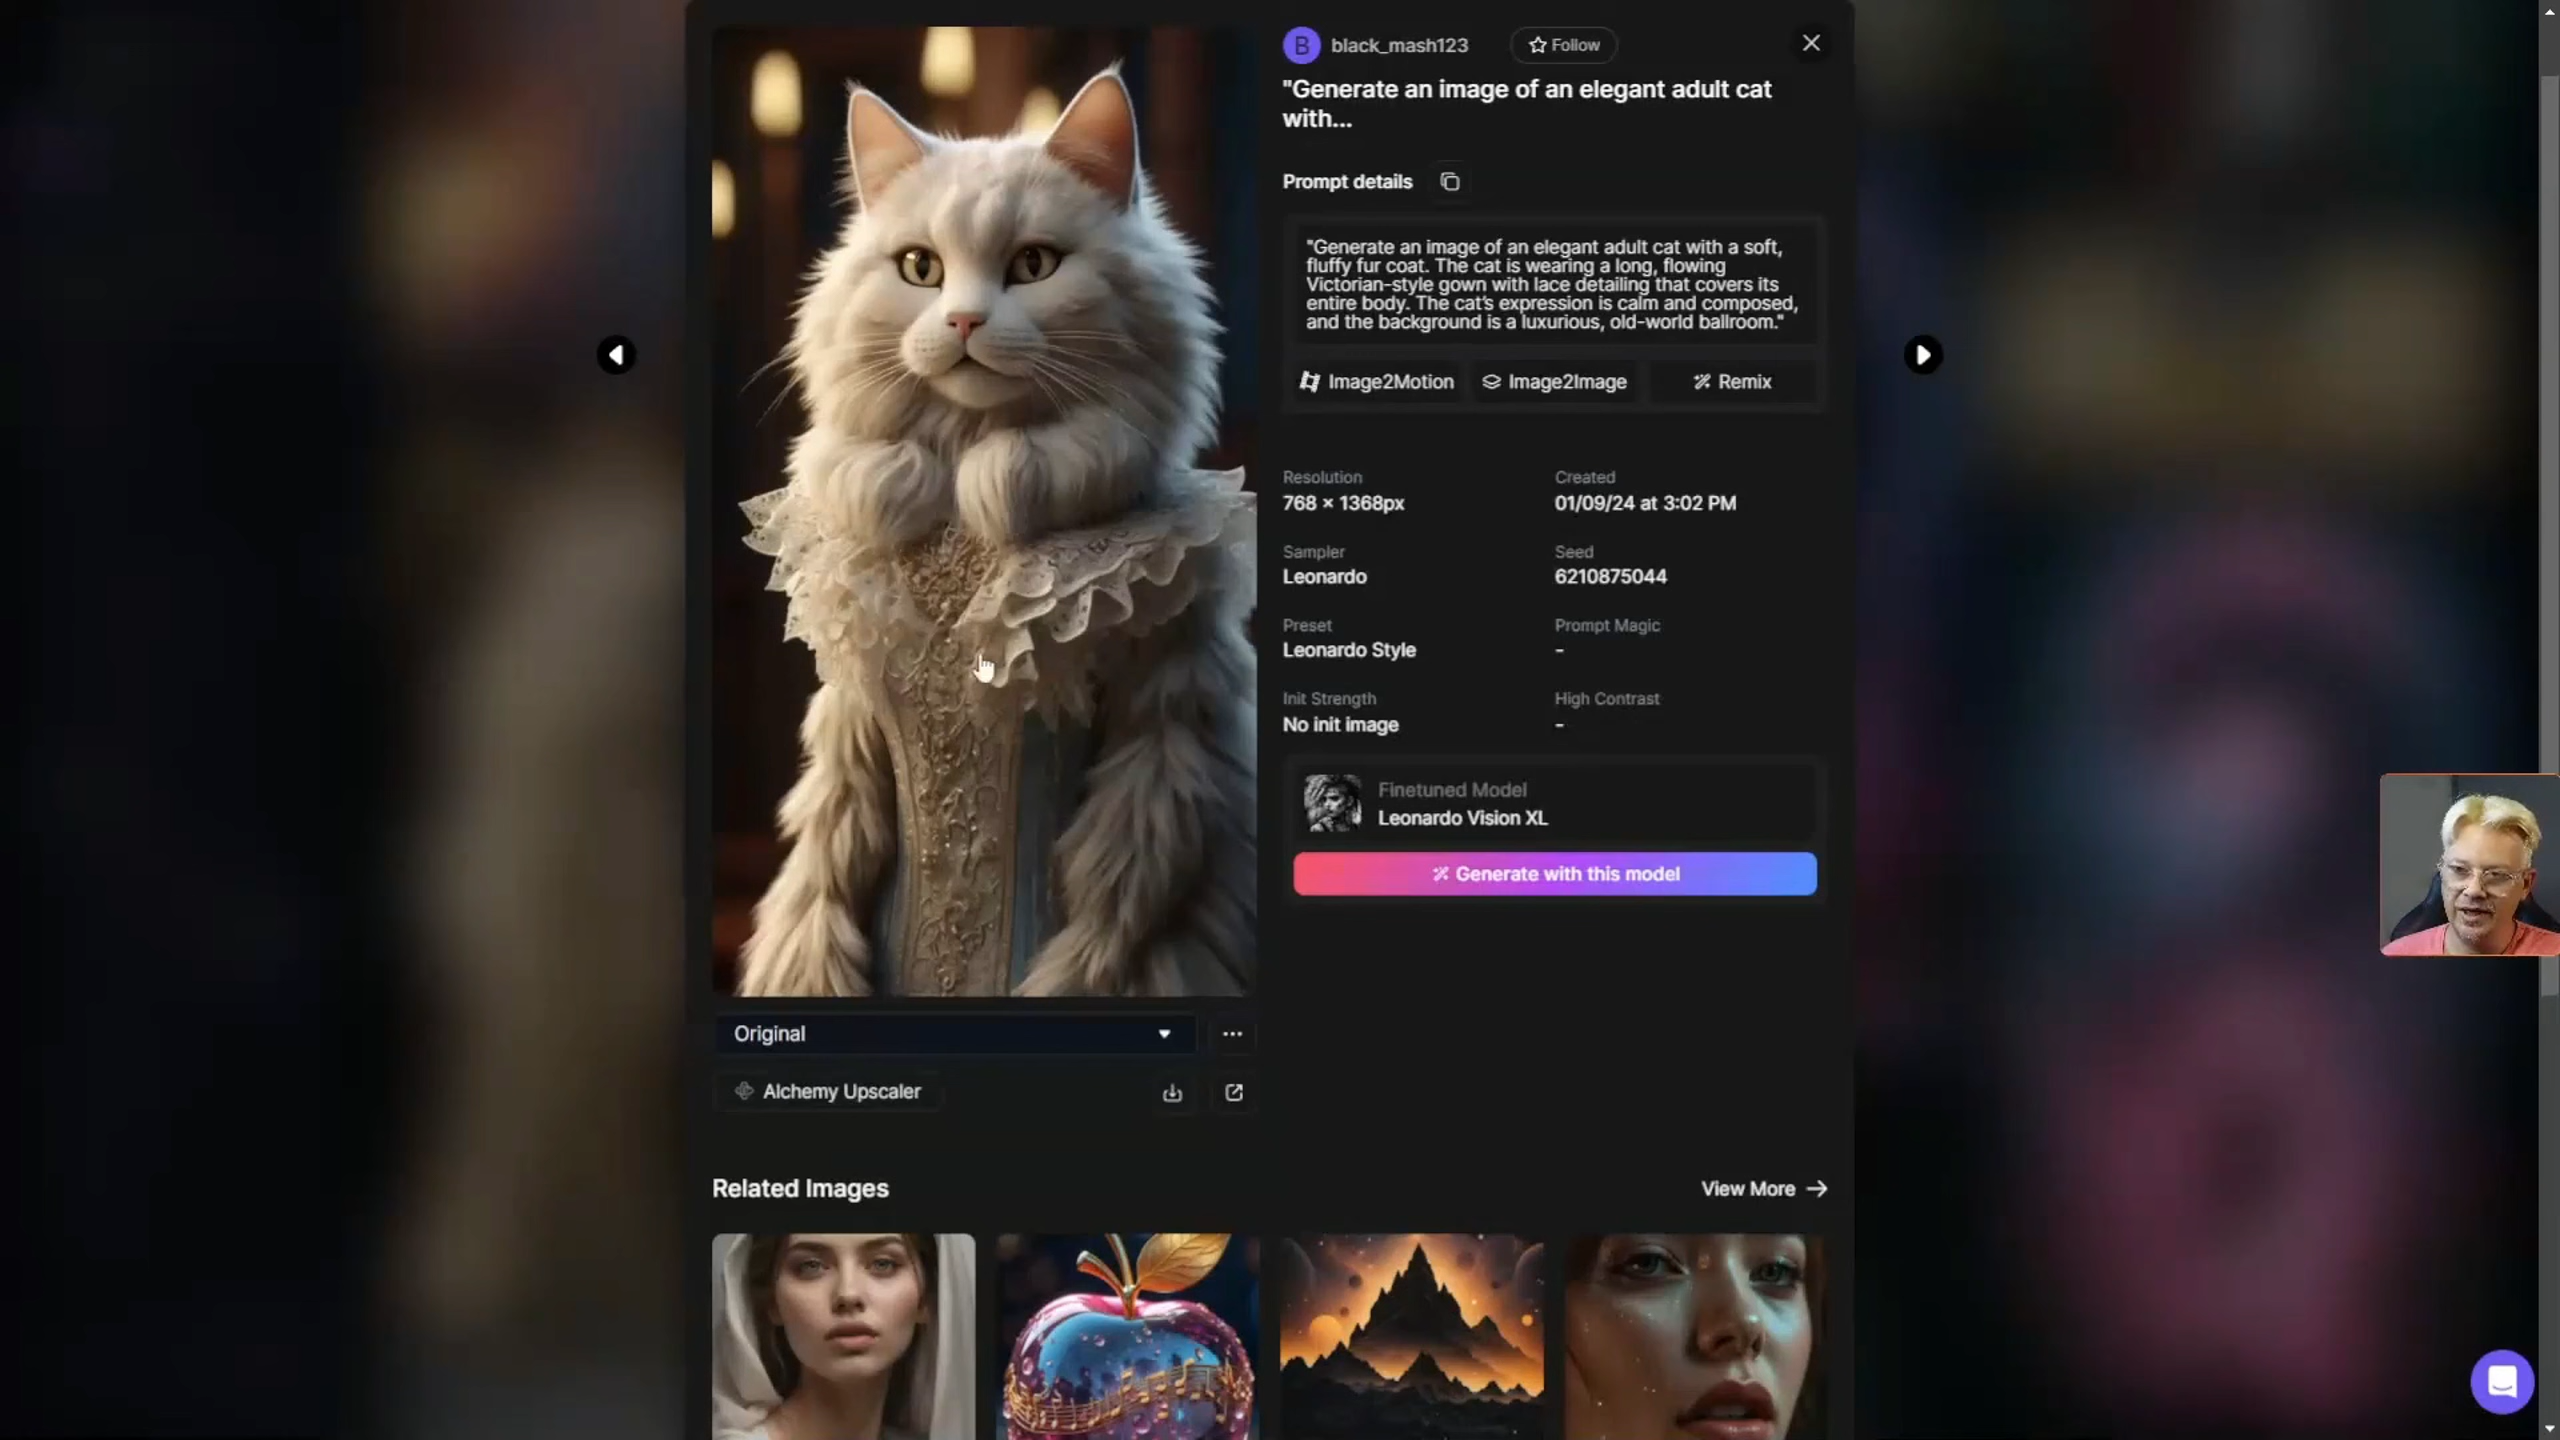 B black_mash123
Follow
"Generate an image of an elegant adult cat
with...
Prompt details
"Generate an image of an elegant adult cat with a soft,
fluffy fur coat. The cat is wearing a long, flowing
Victorian-style gown with lace detailing that covers its
entire body. The cat's expression is calm and composed,
and the background is a luxurious, old-world ballroom."
Image2Motion
Image2Image
Remix
Resolution
768 × 1368px
Created
01/09/24 at 3:02 PM
Sampler
Leonardo
Seed
6210875044
Preset
Leonardo Style
Prompt Magic
-
Init Strength
No init image
High Contrast
-
Finetuned Model
Leonardo Vision XL
Generate with this model
Original
Alchemy Upscaler
Related Images
View More